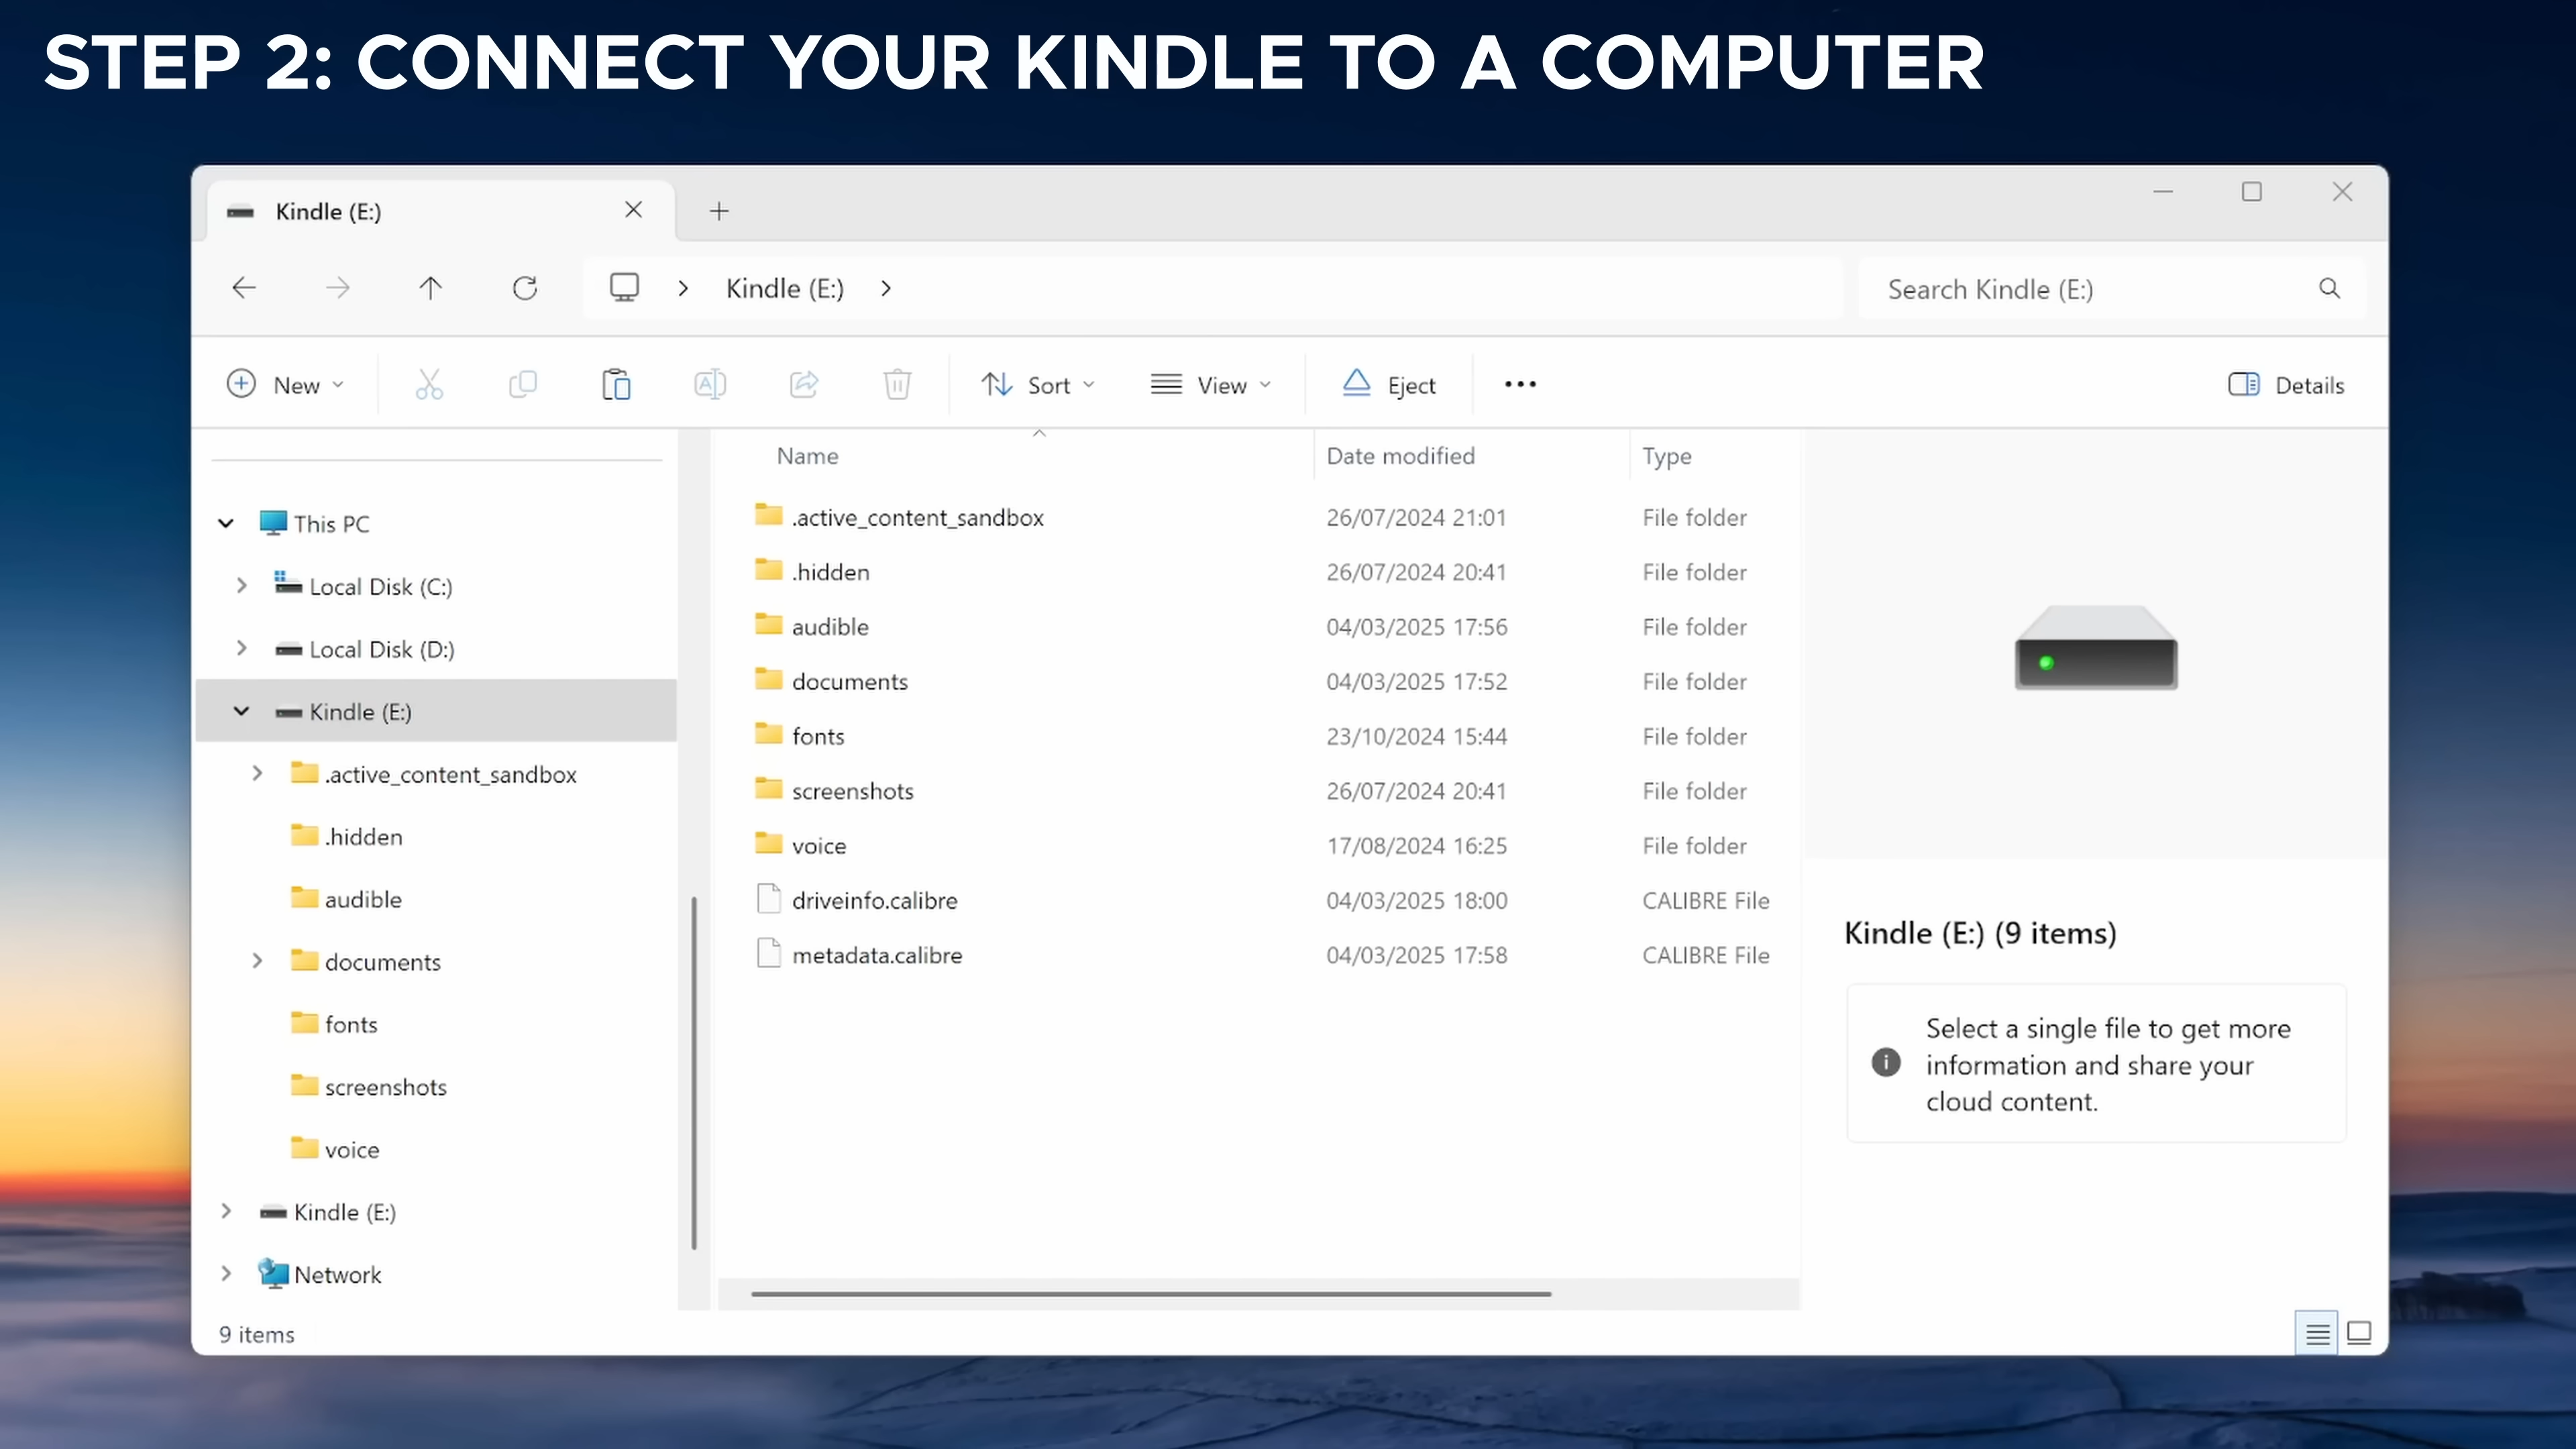 STEP 2: CONNECT YOUR KINDLE TO A COMPUTER
Kindle (E:)
Kindle (E:)
Search Kindle (E:)
New
Sort
View
Eject
Details
This PC
Local Disk (C:)
Local Disk (D:)
Kindle (E:)
.active_content_sandbox
.hidden
audible
documents
fonts
screenshots
voice
Kindle (E:)
Network
Name Date modified Type
.active_content_sandbox 26/07/2024 21:01 File folder
.hidden 26/07/2024 20:41 File folder
audible 04/03/2025 17:56 File folder
documents 04/03/2025 17:52 File folder
fonts 23/10/2024 15:44 File folder
screenshots 26/07/2024 20:41 File folder
voice 17/08/2024 16:25 File folder
driveinfo.calibre 04/03/2025 18:00 CALIBRE File
metadata.calibre 04/03/2025 17:58 CALIBRE File
Kindle (E:) (9 items)
Select a single file to get more
information and share your
cloud content.
9 items